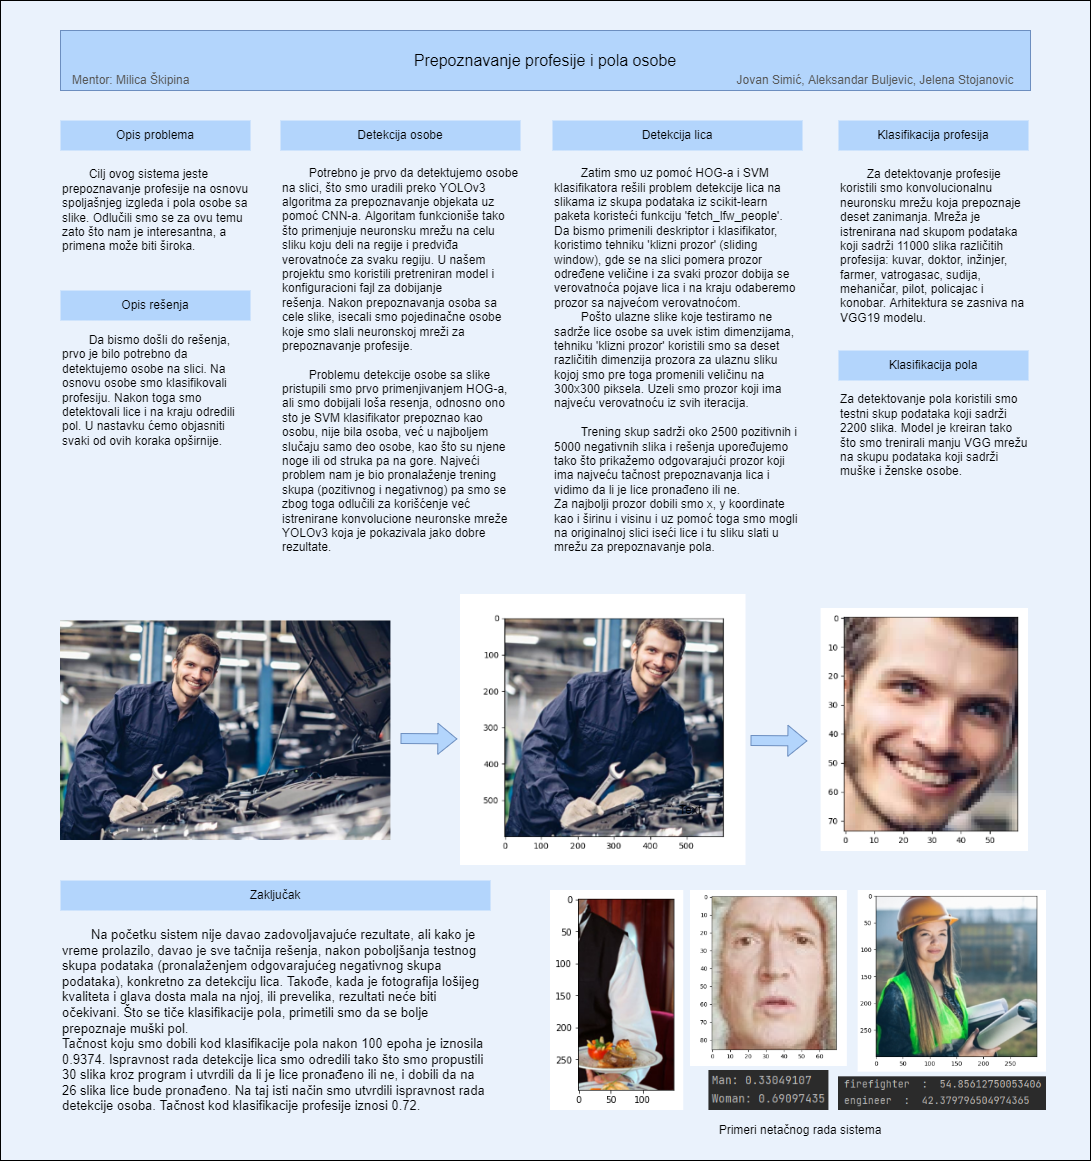 Prepoznavanje profesije i pola osobe
Mentor: Milica Škipina
Jovan Simić, Aleksandar Buljevic, Jelena Stojanovic
Opis problema
Cilj ovog sistema jeste
prepoznavanje profesije na osnovu
spoljašnjeg izgleda i pola osobe sa
slike. Odlučili smo se za ovu temu
zato što nam je interesantna, a
primena može biti široka.
Opis rešenja
Da bismo došli do rešenja,
prvo je bilo potrebno da
detektujemo osobe na slici. Na
osnovu osobe smo klasifikovali
profesiju. Nakon toga smo
detektovali lice i na kraju odredili
pol. U nastavku ćemo objasniti
svaki od ovih koraka opširnije.
Detekcija osobe
Potrebno je prvo da detektujemo osobe
na slici, što smo uradili preko YOLOv3
algoritma za prepoznavanje objekata uz
pomoć CNN-a. Algoritam funkcioniše tako
što primenjuje neuronsku mrežu na celu
sliku koju deli na regije i predviđa
verovatnoće za svaku regiju. U našem
projektu smo koristili pretreniran model i
konfiguracioni fajl za dobijanje
rešenja. Nakon prepoznavanja osoba sa
cele slike, isecali smo pojedinačne osobe
koje smo slali neuronskoj mreži za
prepoznavanje profesije.
Problemu detekcije osobe sa slike
pristupili smo prvo primenjivanjem HOG-a,
ali smo dobijali loša resenja, odnosno ono
sto je SVM klasifikator prepoznao kao
osobu, nije bila osoba, već u najboljem
slučaju samo deo osobe, kao što su njene
noge ili od struka pa na gore. Najveći
problem nam je bio pronalaženje trening
skupa (pozitivnog i negativnog) pa smo se
zbog toga odlučili za korišćenje već
istrenirane konvolucione neuronske mreže
YOLOv3 koja je pokazivala jako dobre
rezultate.
Detekcija lica
Zatim smo uz pomoć HOG-a i SVM
klasifikatora rešili problem detekcije lica na
slikama iz skupa podataka iz scikit-learn
paketa koristeći funkciju 'fetch_lfw_people'.
Da bismo primenili deskriptor i klasifikator,
koristimo tehniku 'klizni prozor' (sliding
window), gde se na slici pomera prozor
određene veličine i za svaki prozor dobija se
verovatnoća pojave lica i na kraju odaberemo
prozor sa najvećom verovatnoćom.
Pošto ulazne slike koje testiramo ne
sadrže lice osobe sa uvek istim dimenzijama,
tehniku 'klizni prozor' koristili smo sa deset
različitih dimenzija prozora za ulaznu sliku
kojoj smo pre toga promenili veličinu na
300x300 piksela. Uzeli smo prozor koji ima
najveću verovatnoću iz svih iteracija.
Trening skup sadrži oko 2500 pozitivnih i
5000 negativnih slika i rešenja upoređujemo
tako što prikažemo odgovarajući prozor koji
ima najveću tačnost prepoznavanja lica i
vidimo da li je lice pronađeno ili ne.
Za najbolji prozor dobili smo x, y koordinate
kao i širinu i visinu i uz pomoć toga smo mogli
na originalnoj slici iseći lice i tu sliku slati u
mrežu za prepoznavanje pola.
Klasifikacija profesija
Za detektovanje profesije
koristili smo konvolucionalnu
neuronsku mrežu koja prepoznaje
deset zanimanja. Mreža je
istrenirana nad skupom podataka
koji sadrži 11000 slika različitih
profesija: kuvar, doktor, inžinjer,
farmer, vatrogasac, sudija,
mehaničar, pilot, policajac i
konobar. Arhitektura se zasniva na
VGG19 modelu.
Klasifikacija pola
Za detektovanje pola koristili smo
testni skup podataka koji sadrži
2200 slika. Model je kreiran tako
što smo trenirali manju VGG mrežu
na skupu podataka koji sadrži
muške i ženske osobe.
0
100
200
300
400
500
0 100 200 300 400 500
Text
0
10
20
30
40
50
60
70
0 10 20 30 40 50
Zaključak
Na početku sistem nije davao zadovoljavajuće rezultate, ali kako je
vreme prolazilo, davao je sve tačnija rešenja, nakon poboljšanja testnog
skupa podataka (pronalaženjem odgovarajućeg negativnog skupa
podataka), konkretno za detekciju lica. Takođe, kada je fotografija lošijeg
kvaliteta i glava dosta mala na njoj, ili prevelika, rezultati neće biti
očekivani. Što se tiče klasifikacije pola, primetili smo da se bolje
prepoznaje muški pol.
Tačnost koju smo dobili kod klasifikacije pola nakon 100 epoha je iznosila
0.9374. Ispravnost rada detekcije lica smo odredili tako što smo propustili
30 slika kroz program i utvrdili da li je lice pronađeno ili ne, i dobili da na
26 slika lice bude pronađeno. Na taj isti način smo utvrdili ispravnost rada
detekcije osoba. Tačnost kod klasifikacije profesije iznosi 0.72.
0
50
100
150
200
250
0 50 100
0
10
20
30
40
50
60
70
80
0 10 20 30 40 50 60
Man: 0.33049107
Woman: 0.69097435
0
50
100
150
200
250
0 50 100 150 200 250
firefighter : 54.85612750053406
engineer : 42.379796504974365
Primeri netačnog rada sistema